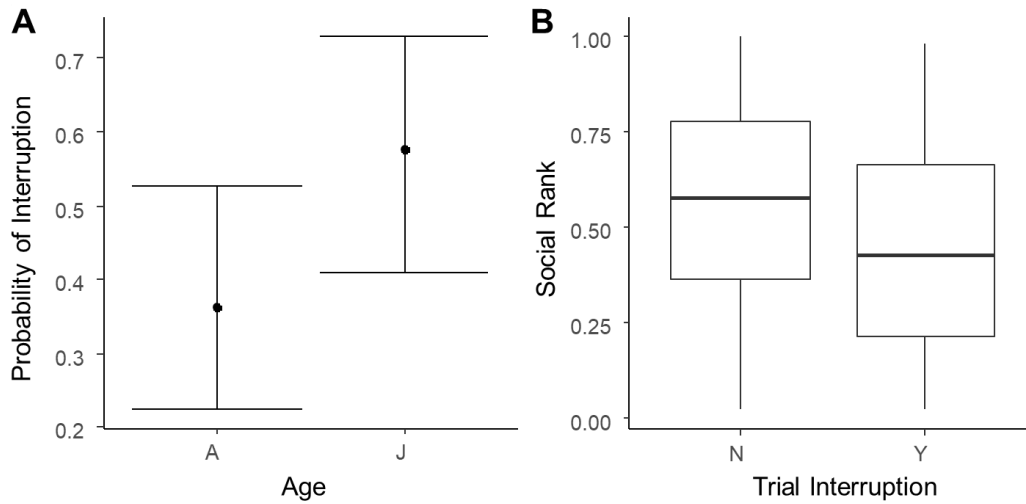 A
Probability of Interruption
0.7
0.6
0.5
0.4
0.3
0.2
A
J
Age
B
Social Rank
1.00
0.75
0.50
0.25
0.00
N
Y
Trial Interruption